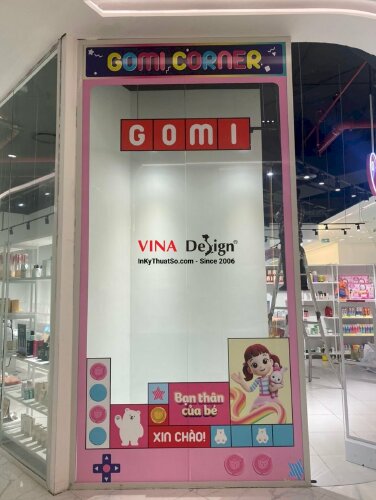 GOMI CORNER
GOMI
VINA Design®
InKyThuatSo.com - Since 2006
Bạn thân
của bé
XIN CHÀO!